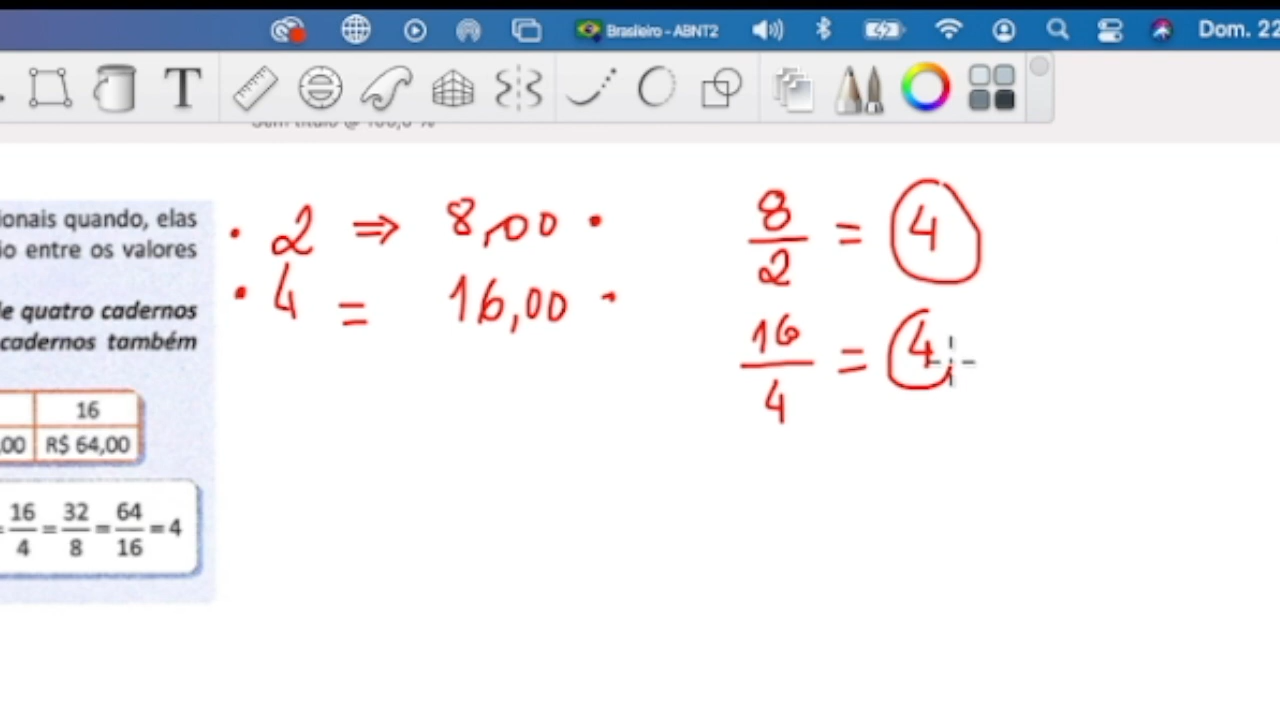 Brasileiro - ABNT2
Dom. 22
T
ionais quando, elas
io entre os valores
le quatro cadernos
cadernos também
16
,00 R$ 64,00
= 16/4 = 32/8 = 64/16 = 4
2 ⇒ 8,00
4 = 16,00
8/2 = 4
16/4 = 4